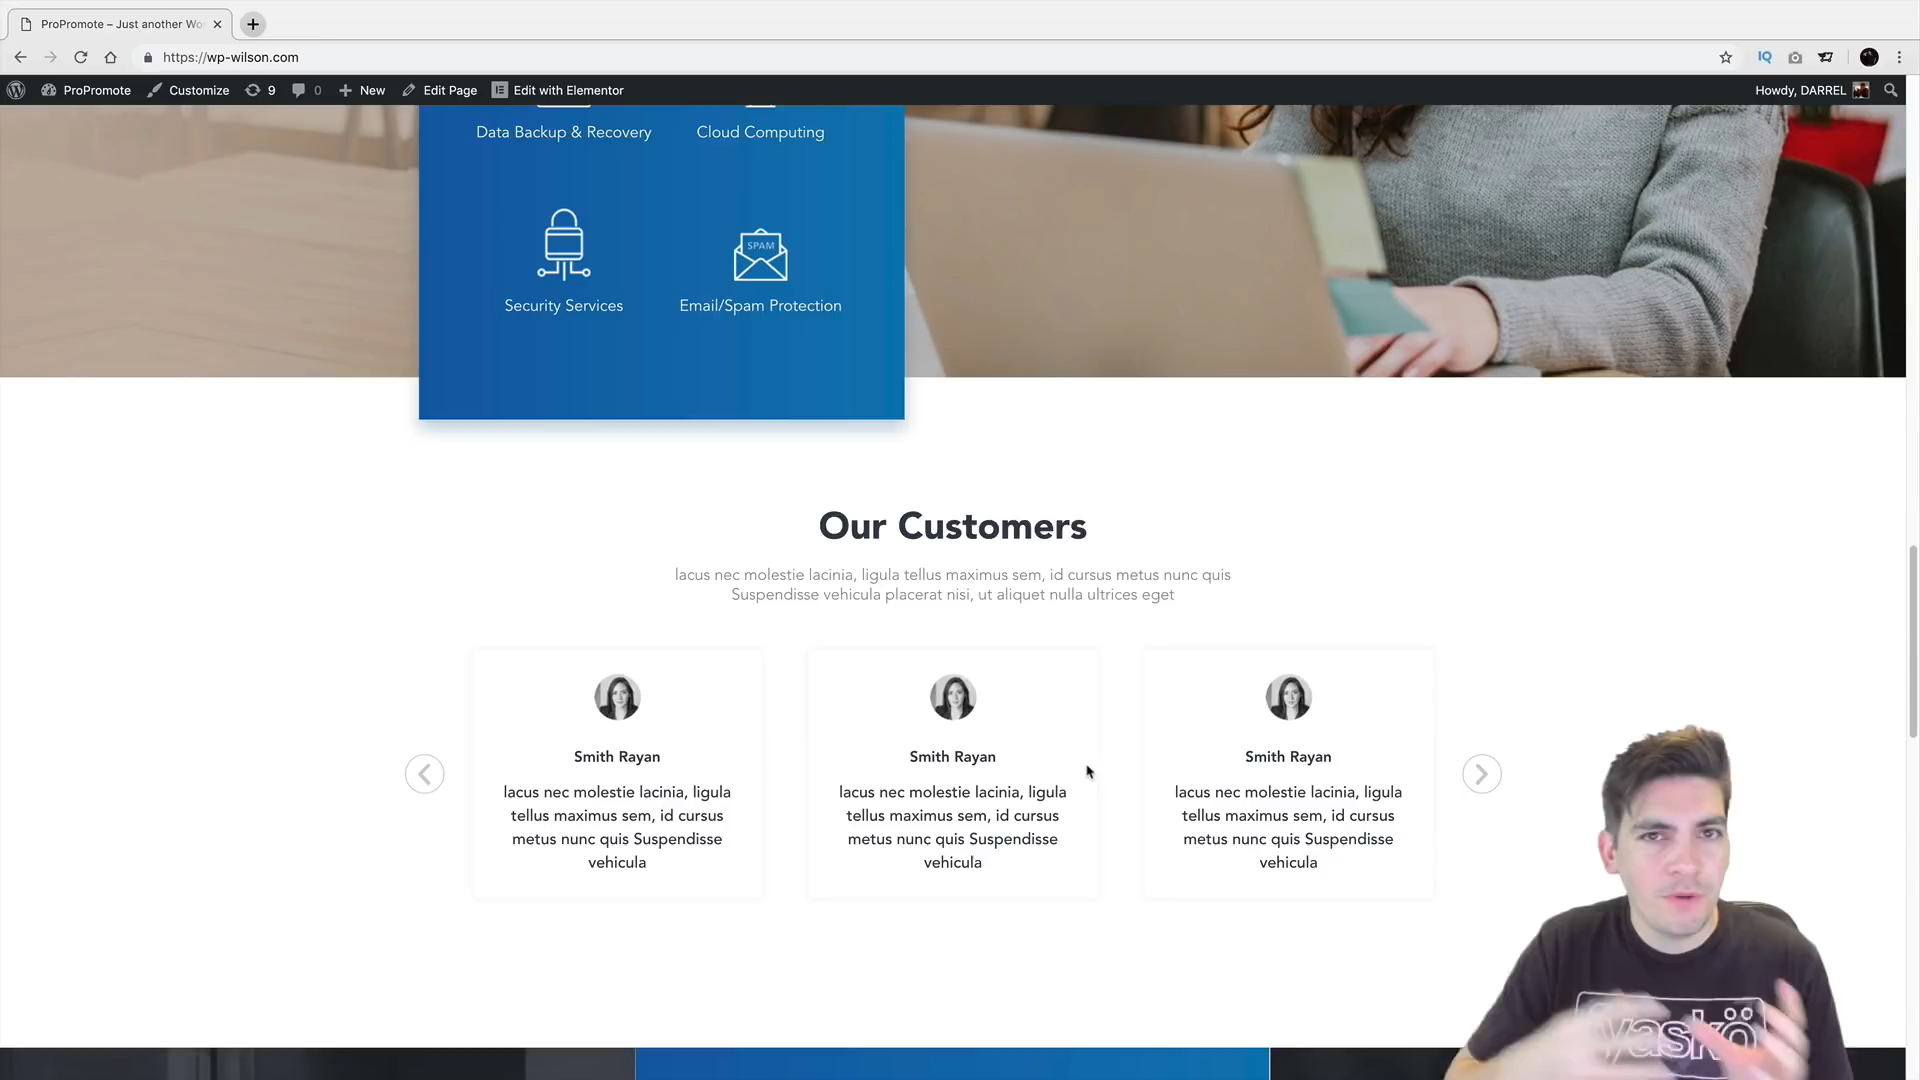 ProPromote – Just another Wo
https://wp-wilson.com
ProPromote Customize 9 0 New Edit Page Edit with Elementor Howdy, DARREL
Data Backup & Recovery Cloud Computing
SPAM
Security Services Email/Spam Protection
Our Customers
lacus nec molestie lacinia, ligula tellus maximus sem, id cursus metus nunc quis
Suspendisse vehicula placerat nisi, ut aliquet nulla ultrices eget
Smith Rayan
lacus nec molestie lacinia, ligula
tellus maximus sem, id cursus
metus nunc quis Suspendisse
vehicula
Smith Rayan
lacus nec molestie lacinia, ligula
tellus maximus sem, id cursus
metus nunc quis Suspendisse
vehicula
Smith Rayan
lacus nec molestie lacinia, ligula
tellus maximus sem, id cursus
metus nunc quis Suspendisse
vehicula
IQ